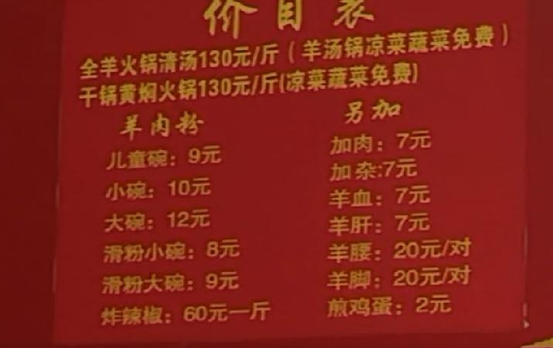 价目表
全羊火锅清汤130元/斤（羊汤锅凉菜蔬菜免费）
干锅黄焖火锅130元/斤(凉菜蔬菜免费)
羊肉粉
儿童碗：9元
小碗：10元
大碗：12元
滑粉小碗：8元
滑粉大碗：9元
炸辣椒：60元一斤
另加
加肉：7元
加杂:7元
羊血：7元
羊肝：7元
羊腰：20元/对
羊脚：20元/对
煎鸡蛋：2元